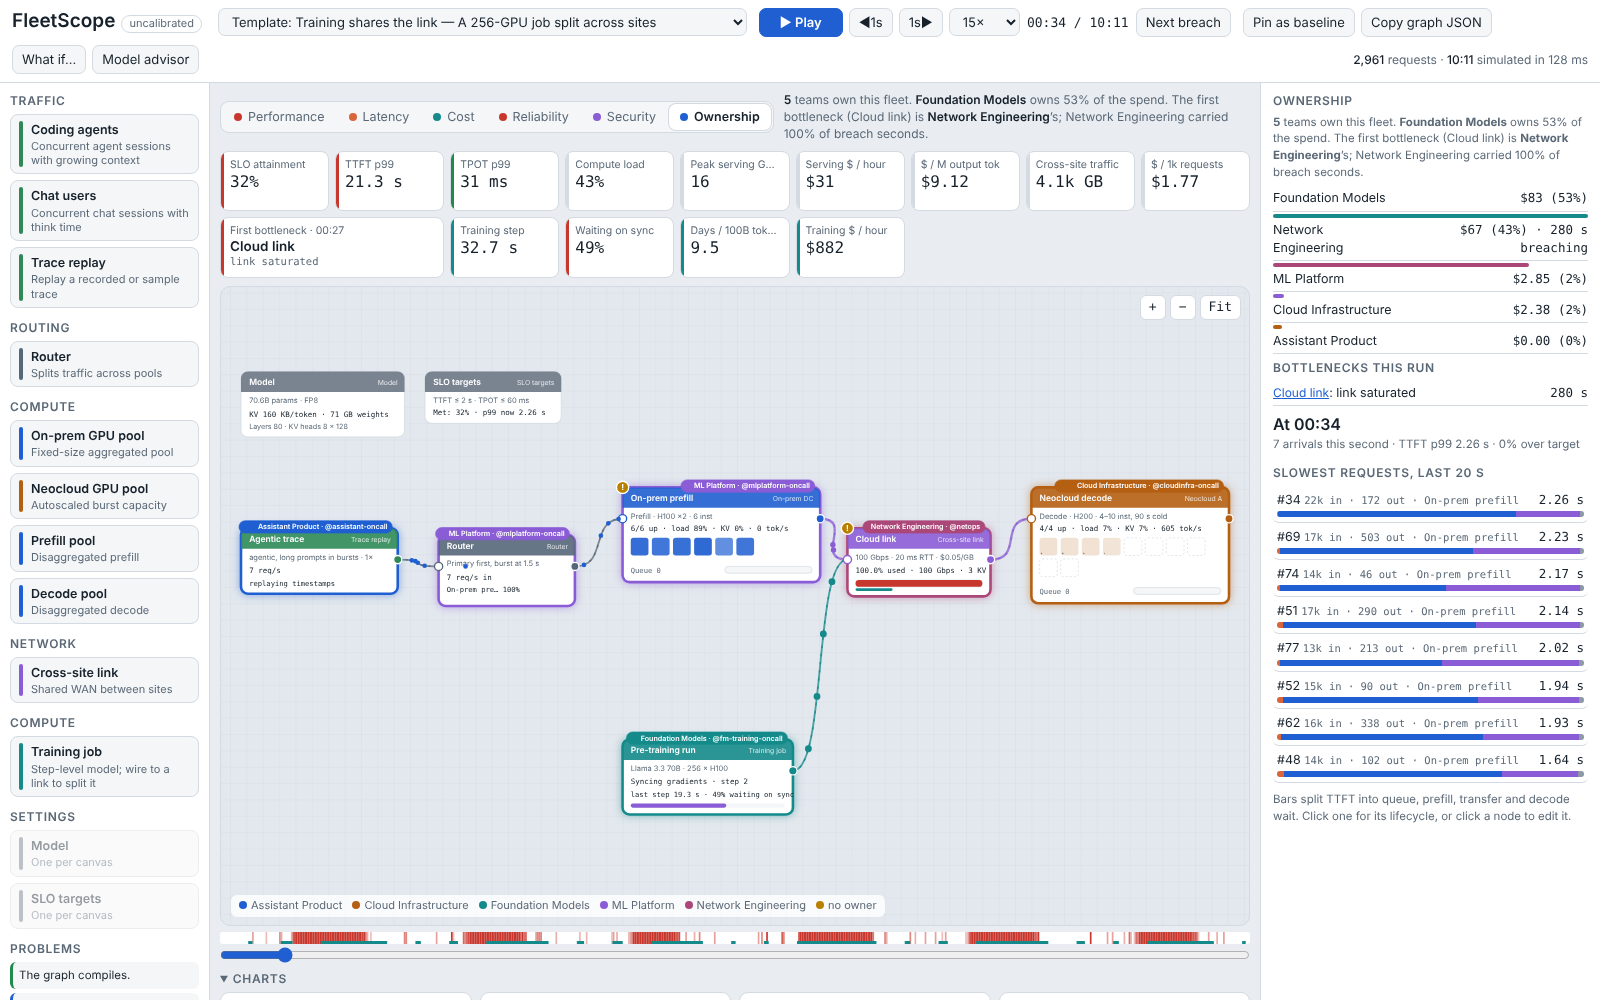 FleetScope uncalibrated
Template: Training shares the link — A 256-GPU job split across sites
▶ Play
◀1s
1s▶
15×
00:34 / 10:11
Next breach
Pin as baseline
Copy graph JSON
What if...
Model advisor
2,961 requests · 10:11 simulated in 128 ms
TRAFFIC
Coding agents
Concurrent agent sessions
with growing context
Chat users
Concurrent chat sessions with
think time
Trace replay
Replay a recorded or sample
trace
ROUTING
Router
Splits traffic across pools
COMPUTE
On-prem GPU pool
Fixed-size aggregated pool
Neocloud GPU pool
Autoscaled burst capacity
Prefill pool
Disaggregated prefill
Decode pool
Disaggregated decode
NETWORK
Cross-site link
Shared WAN between sites
COMPUTE
Training job
Step-level model; wire to a
link to split it
SETTINGS
Model
One per canvas
SLO targets
One per canvas
PROBLEMS
The graph compiles.
Performance
Latency
Cost
Reliability
Security
Ownership
5 teams own this fleet. Foundation Models owns 53% of the spend. The first
bottleneck (Cloud link) is Network Engineering's; Network Engineering carried
100% of breach seconds.
SLO attainment
32%
TTFT p99
21.3 s
TPOT p99
31 ms
Compute load
43%
Peak serving G...
16
Serving $ / hour
$31
$ / M output tok
$9.12
Cross-site traffic
4.1k GB
$ / 1k requests
$1.77
First bottleneck · 00:27
Cloud link
link saturated
Training step
32.7 s
Waiting on sync
49%
Days / 100B tok...
9.5
Training $ / hour
$882
+
−
Fit
Model Model
70.6B params · FP8
KV 160 KB/token · 71 GB weights
Layers 80 · KV heads 8 × 128
SLO targets SLO targets
TTFT ≤ 2 s · TPOT ≤ 60 ms
Met: 32% · p99 now 2.26 s
Assistant Product · @assistant-oncall
Agentic trace Trace replay
agentic, long prompts in bursts · 1×
7 req/s
replaying timestamps
ML Platform · @mlplatform-oncall
Router Router
Primary first, burst at 1.5 s
7 req/s in
On-prem pre… 100%
!
ML Platform · @mlplatform-oncall
On-prem prefill On-prem DC
Prefill · H100 ×2 · 6 inst
6/6 up · load 89% · KV 0% · 0 tok/s
Queue 0
!
Network Engineering · @netops
Cloud link Cross-site link
100 Gbps · 20 ms RTT · $0.05/GB
100.0% used · 100 Gbps · 3 KV
Cloud Infrastructure · @cloudinfra-oncall
Neocloud decode Neocloud A
Decode · H200 · 4–10 inst, 90 s cold
4/4 up · load 7% · KV 7% · 605 tok/s
Queue 0
Foundation Models · @fm-training-oncall
Pre-training run Training job
Llama 3.3 70B · 256 × H100
Syncing gradients · step 2
last step 19.3 s · 49% waiting on sync
Assistant Product
Cloud Infrastructure
Foundation Models
ML Platform
Network Engineering
no owner
▼ CHARTS
OWNERSHIP
5 teams own this fleet. Foundation Models owns 53% of
the spend. The first bottleneck (Cloud link) is Network
Engineering's; Network Engineering carried 100% of
breach seconds.
Foundation Models $83 (53%)
Network $67 (43%) · 280 s
Engineering breaching
ML Platform $2.85 (2%)
Cloud Infrastructure $2.38 (2%)
Assistant Product $0.00 (0%)
BOTTLENECKS THIS RUN
Cloud link: link saturated 280 s
At 00:34
7 arrivals this second · TTFT p99 2.26 s · 0% over target
SLOWEST REQUESTS, LAST 20 S
#34 22k in · 172 out · On-prem prefill 2.26 s
#69 17k in · 503 out · On-prem prefill 2.23 s
#74 14k in · 46 out · On-prem prefill 2.17 s
#51 17k in · 290 out · On-prem prefill 2.14 s
#77 13k in · 213 out · On-prem prefill 2.02 s
#52 15k in · 90 out · On-prem prefill 1.94 s
#62 16k in · 338 out · On-prem prefill 1.93 s
#48 14k in · 102 out · On-prem prefill 1.64 s
Bars split TTFT into queue, prefill, transfer and decode
wait. Click one for its lifecycle, or click a node to edit it.